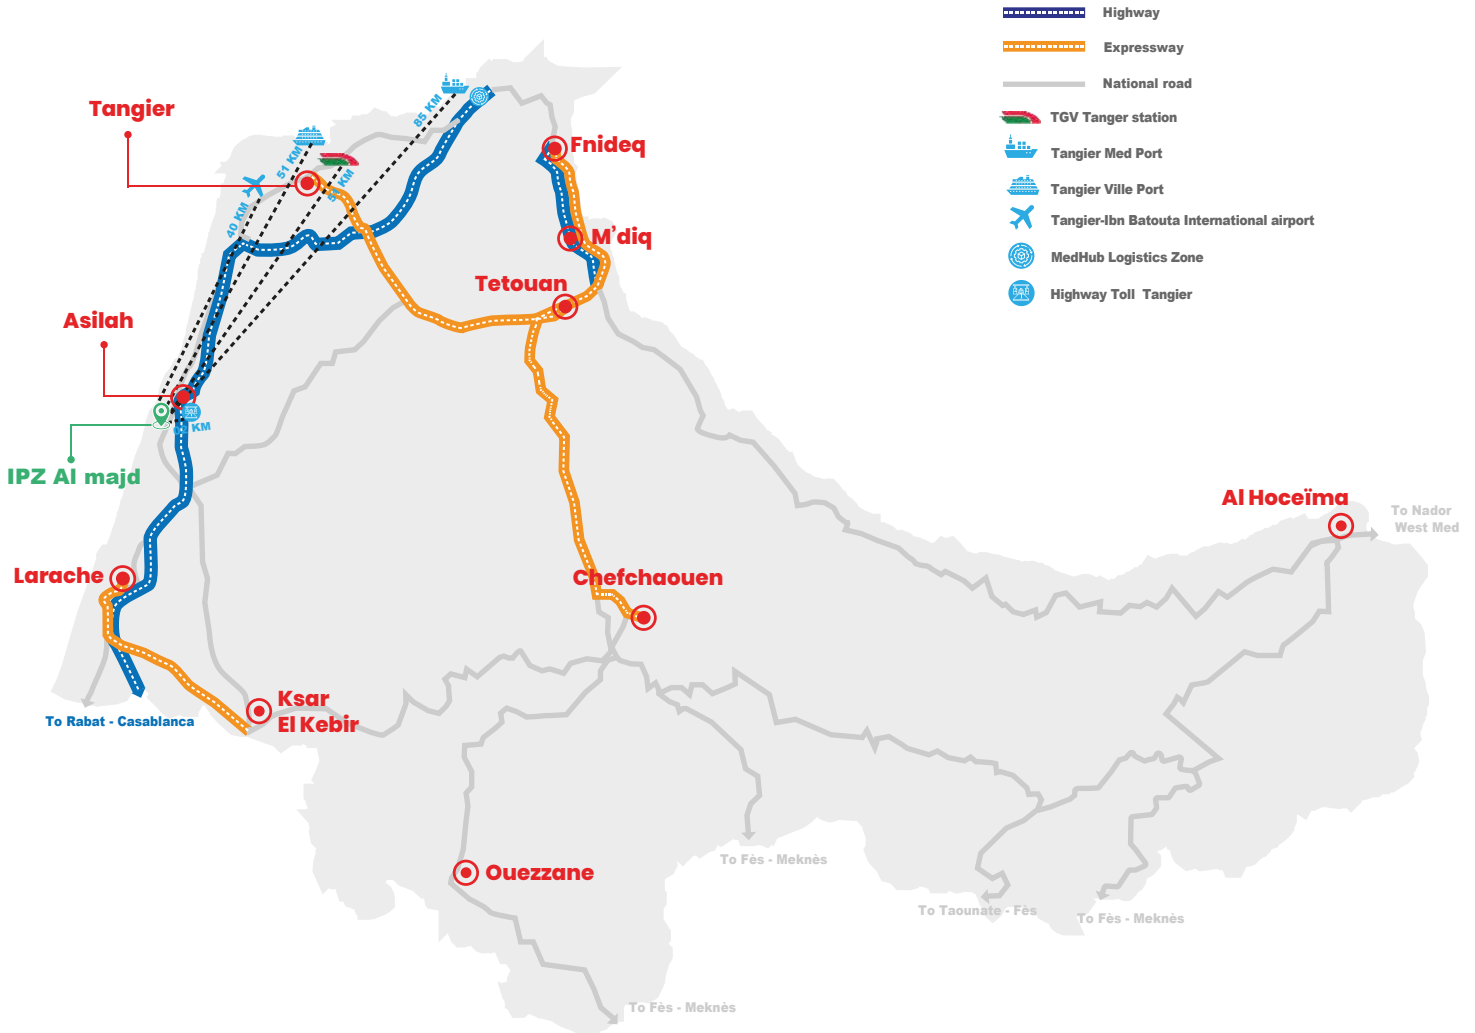 Highway
Expressway
National road
TGV Tanger station
Tangier Med Port
Tangier Ville Port
Tangier-Ibn Batouta International airport
MedHub Logistics Zone
Highway Toll Tangier
85 KM
Tangier
51 KM
KM
40 KM
Fnideq
M'diq
Tetouan
Asilah
KM
IPZ Al majd
Al Hoceïma
To Nador
West Med
Larache
Chefchaouen
Ksar
El Kebir
To Rabat - Casablanca
Ouezzane
To Fès - Meknès
To Taounate - Fès
To Fès - Meknès
To Fès - Meknès